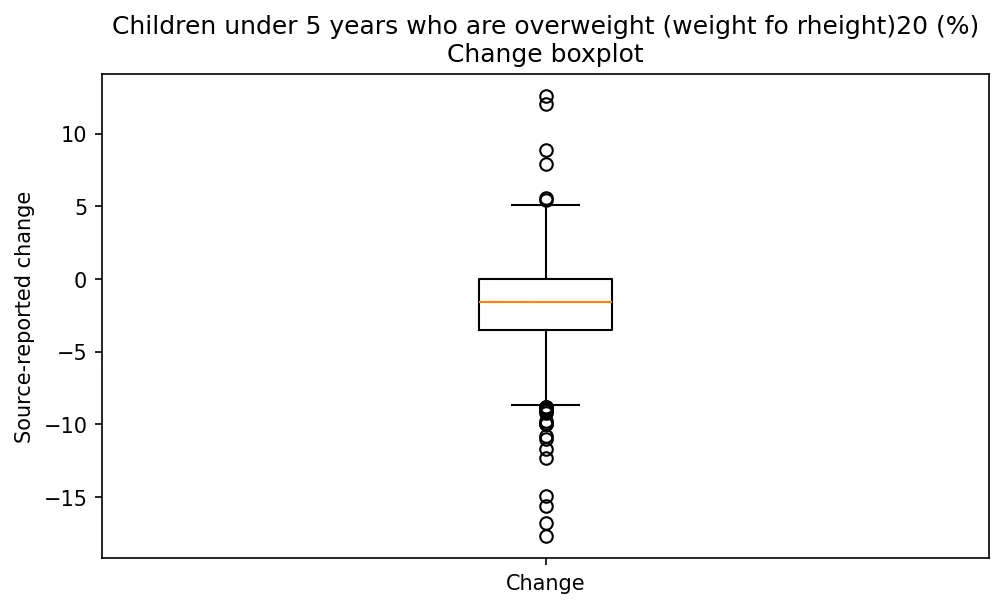 Children under 5 years who are overweight (weight fo rheight)20 (%)
Change boxplot
10
5
0
−5
−10
−15
Source-reported change
Change